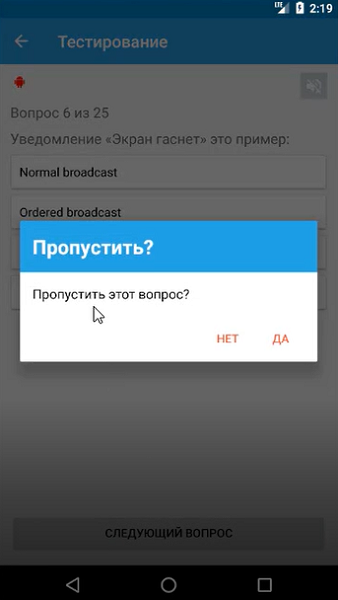 LTE 2:19
Тестирование
Вопрос 6 из 25
Уведомление «Экран гаснет» это пример:
Normal broadcast
Ordered broadcast
Пропустить?
Пропустить этот вопрос?
НЕТ ДА
СЛЕДУЮЩИЙ ВОПРОС